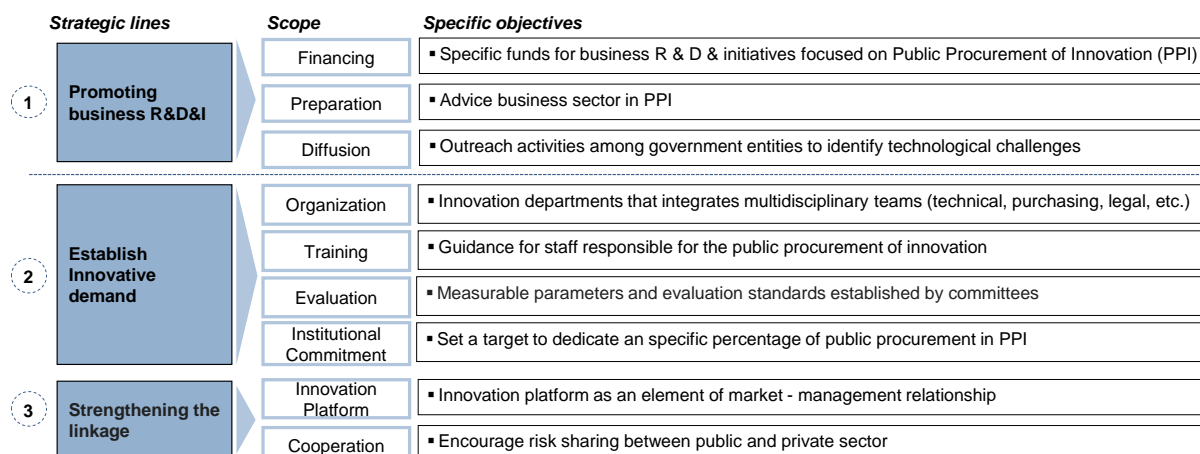 Strategic lines Scope Specific objectives
1
Promoting
business R&D&I
Financing
▪ Specific funds for business R & D & initiatives focused on Public Procurement of Innovation (PPI)
Preparation
▪ Advice business sector in PPI
Diffusion
▪ Outreach activities among government entities to identify technological challenges
2
Establish
Innovative
demand
Organization
▪ Innovation departments that integrates multidisciplinary teams (technical, purchasing, legal, etc.)
Training
▪ Guidance for staff responsible for the public procurement of innovation
Evaluation
▪ Measurable parameters and evaluation standards established by committees
Institutional
Commitment
▪ Set a target to dedicate an specific percentage of public procurement in PPI
3
Strengthening the
linkage
Innovation
Platform
▪ Innovation platform as an element of market - management relationship
Cooperation
▪ Encourage risk sharing between public and private sector